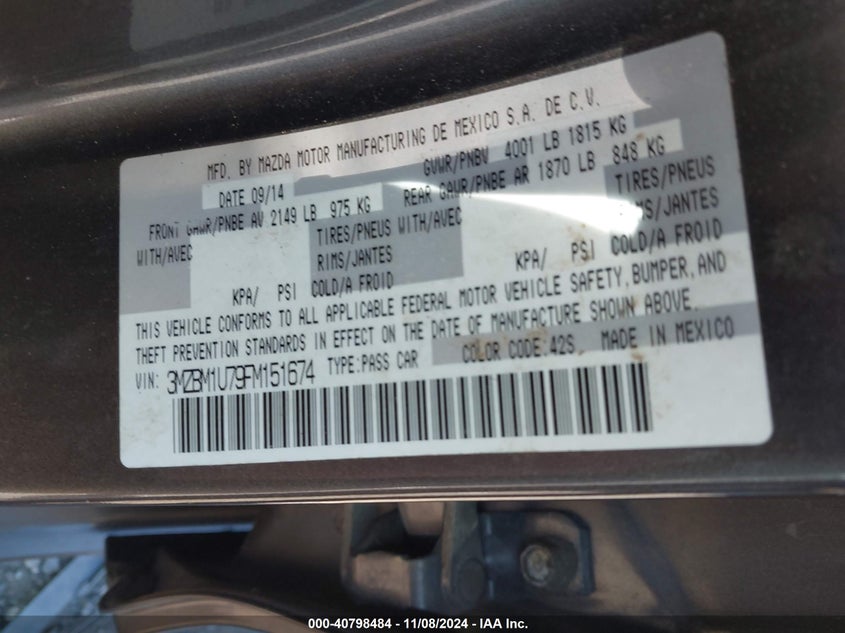 MFD. BY MAZDA MOTOR MANUFACTURING DE MEXICO S.A. DE C.V.
DATE 09/14 GVWR/PNBV 4001 LB 1815 KG
FRONT GAWR/PNBE AV 2149 LB 975 KG REAR GAWR/PNBE AR 1870 LB 848 KG
WITH/AVEC TIRES/PNEUS WITH/AVEC TIRES/PNEUS
RIMS/JANTES RIMS/JANTES
KPA/ PSI COLD/A FROID KPA/ PSI COLD/A FROID
THIS VEHICLE CONFORMS TO ALL APPLICABLE FEDERAL MOTOR VEHICLE SAFETY, BUMPER, AND
THEFT PREVENTION STANDARDS IN EFFECT ON THE DATE OF MANUFACTURE SHOWN ABOVE.
VIN: 3MZBM1U79FM151674 TYPE:PASS CAR COLOR CODE:42S MADE IN MEXICO
000-40798484 - 11/08/2024 - IAA Inc.